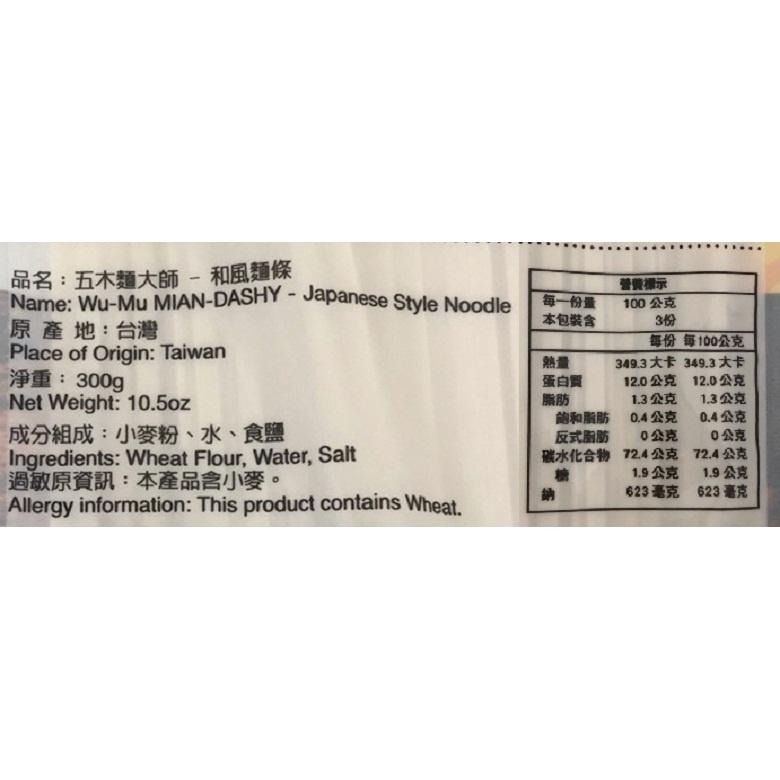 品名：五木麵大師 - 和風麵條
Name: Wu-Mu MIAN-DASHY - Japanese Style Noodle
原 產 地：台灣
Place of Origin: Taiwan
淨重：300g
Net Weight: 10.5oz
成分組成：小麥粉、水、食鹽
Ingredients: Wheat Flour, Water, Salt
過敏原資訊：本產品含小麥。
Allergy information: This product contains Wheat.
營養標示
每一份量 100 公克
本包裝含 3份
每份 每100公克
熱量 349.3 大卡 349.3 大卡
蛋白質 12.0 公克 12.0 公克
脂肪 1.3 公克 1.3 公克
飽和脂肪 0.4 公克 0.4 公克
反式脂肪 0 公克 0 公克
碳水化合物 72.4 公克 72.4 公克
糖 1.9 公克 1.9 公克
鈉 623 毫克 623 毫克